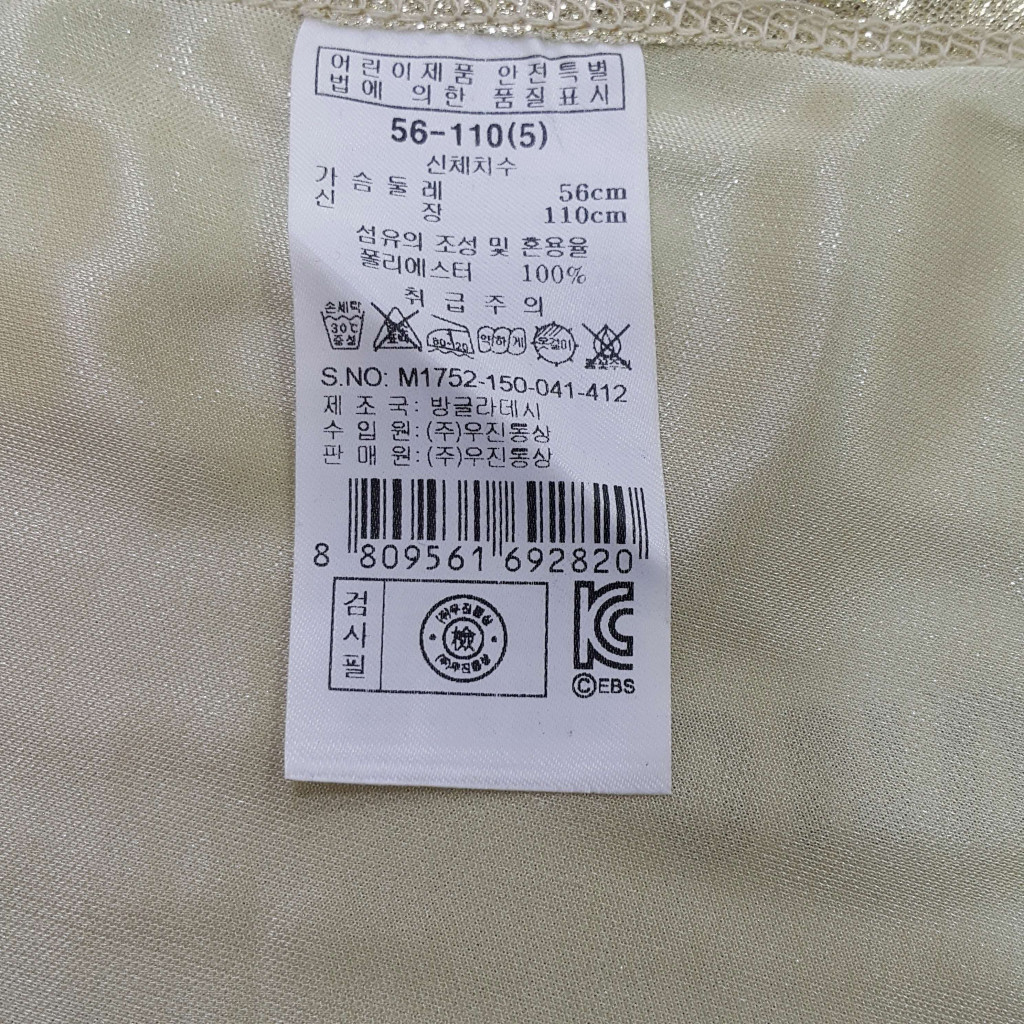 어린이제품 안전특별
법에 의한 품질표시
56-110(5)
신체치수
가 슴 둘 레 56cm
신 장 110cm
섬유의 조성 및 혼용율
폴리에스터 100%
취 급 주 의
손세탁
30℃
중성
80-120
약하게
옷걸이
S.NO: M1752-150-041-412
제 조 국: 방글라데시
수 입 원: (주)우진통상
판 매 원: (주)우진통상
8 809561 692820
검사필
(주)우진통상
檢
(주)우진통상
KC
©EBS